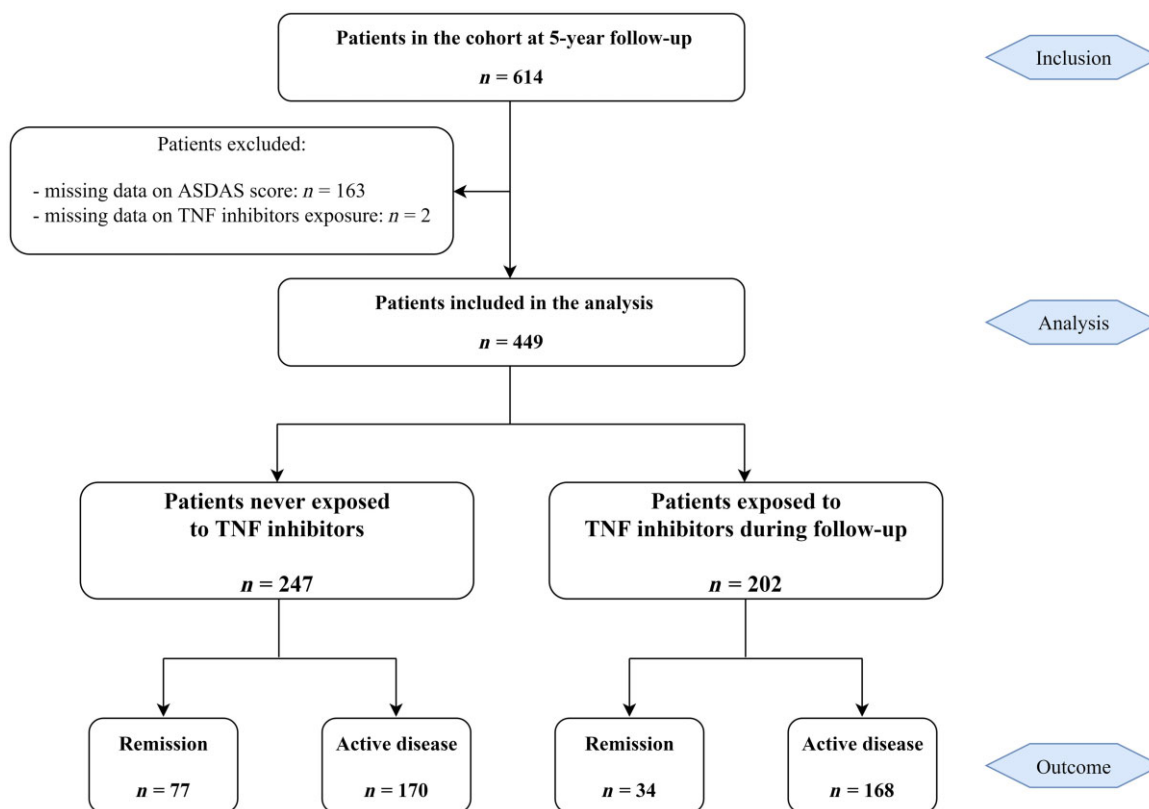 Patients in the cohort at 5-year follow-up
n = 614
Inclusion
Patients excluded:
- missing data on ASDAS score: n = 163
- missing data on TNF inhibitors exposure: n = 2
Patients included in the analysis
n = 449
Analysis
Patients never exposed
to TNF inhibitors
n = 247
Patients exposed to
TNF inhibitors during follow-up
n = 202
Remission
n = 77
Active disease
n = 170
Remission
n = 34
Active disease
n = 168
Outcome